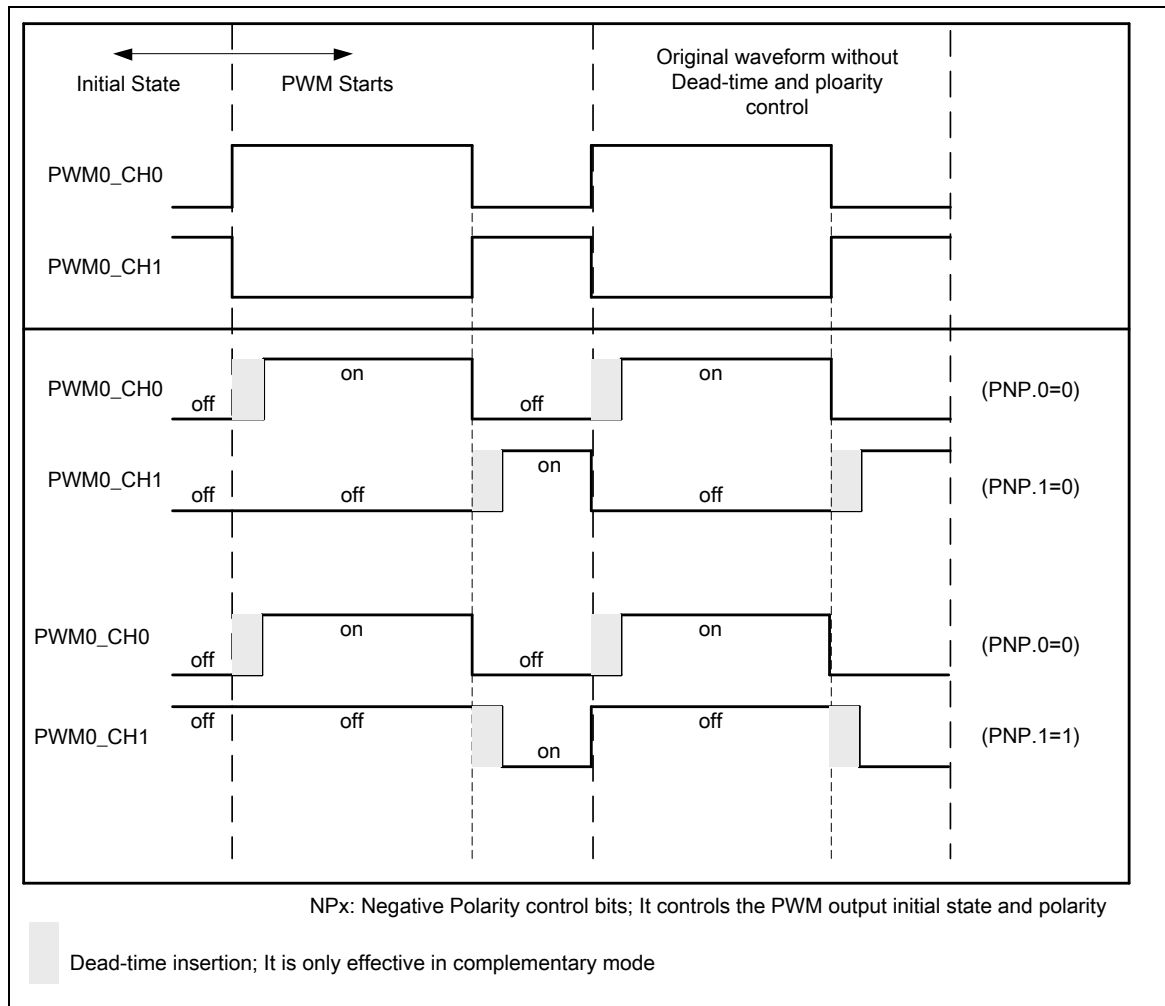 Initial State
PWM Starts
Original waveform without
Dead-time and ploarity
control
PWM0_CH0
PWM0_CH1
PWM0_CH0
off
on
off
on
(PNP.0=0)
PWM0_CH1
off
off
on
off
(PNP.1=0)
PWM0_CH0
off
on
off
on
(PNP.0=0)
PWM0_CH1
off
off
on
off
(PNP.1=1)
NPx: Negative Polarity control bits; It controls the PWM output initial state and polarity
Dead-time insertion; It is only effective in complementary mode